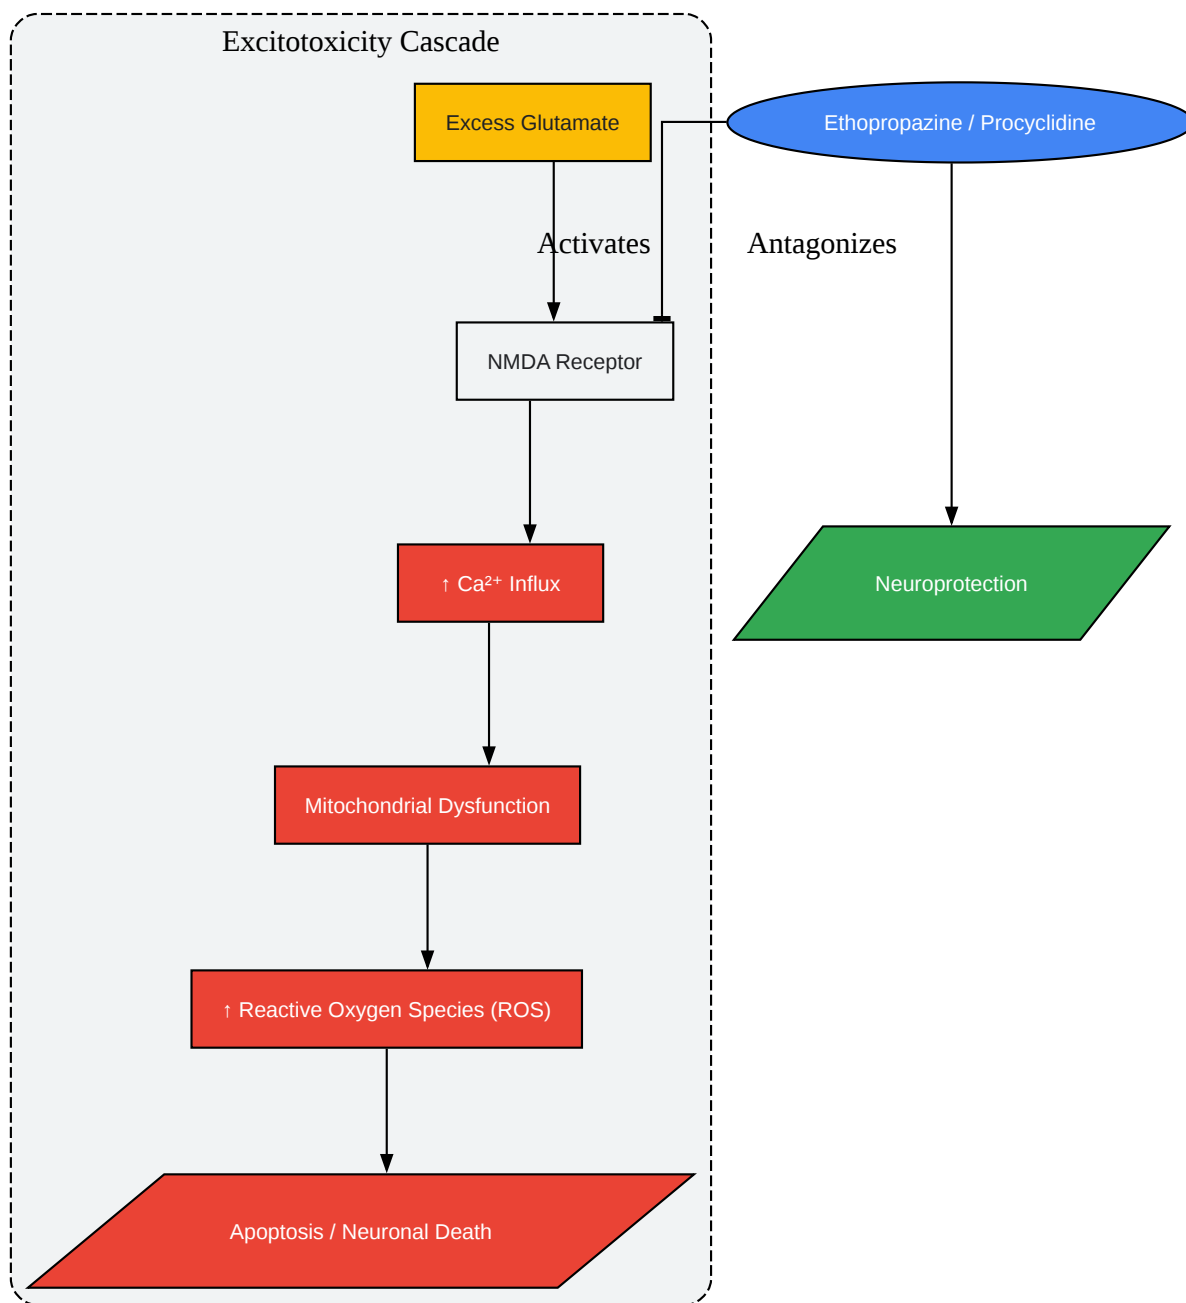 Excitotoxicity Cascade
Excess Glutamate
Ethopropazine / Procyclidine
Activates
Antagonizes
NMDA Receptor
↑ Ca²⁺ Influx
Neuroprotection
Mitochondrial Dysfunction
↑ Reactive Oxygen Species (ROS)
Apoptosis / Neuronal Death